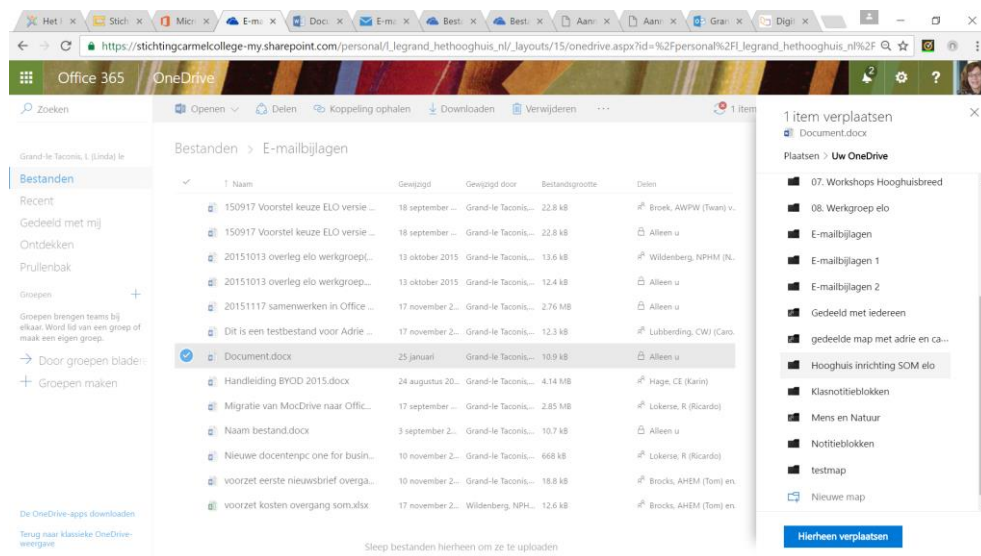 Het l
Stich
Micr
E-ma
Docu
E-ma
Besta
Besta
Aanm
Aanm
Gran
Digit
https://stichtingcarmelcollege-my.sharepoint.com/personal/l_legrand_hethooghuis_nl/_layouts/15/onedrive.aspx?id=%2Fpersonal%2Fl_legrand_hethooghuis_nl%2F
Office 365 OneDrive 2 ?
Zoeken
Openen Delen Koppeling ophalen Downloaden Verwijderen ... 1 item
Grand-le Taconis, L (Linda) le
Bestanden
Recent
Gedeeld met mij
Ontdekken
Prullenbak
Groepen +
Groepen brengen teams bij
elkaar. Word lid van een groep of
maak een eigen groep.
Door groepen bladere
Groepen maken
De OneDrive-apps downloaden
Terug naar klassieke OneDrive-
weergave
Bestanden > E-mailbijlagen
Naam Gewijzigd Gewijzigd door Bestandsgrootte Delen
150917 Voorstel keuze ELO versie ... 18 september ... Grand-le Taconis,... 22.8 kB Broek, AWPW (Twan) v..
150917 Voorstel keuze ELO versie ... 18 september ... Grand-le Taconis,... 22.8 kB Alleen u
20151013 overleg elo werkgroep(... 13 oktober 2015 Grand-le Taconis,... 13.6 kB Wildenberg, NPHM (N..
20151013 overleg elo werkgroep... 13 oktober 2015 Grand-le Taconis,... 12.4 kB Alleen u
20151117 samenwerken in Office ... 17 november 2... Grand-le Taconis,... 2.76 MB Alleen u
Dit is een testbestand voor Adrie ... 17 november 2... Grand-le Taconis,... 12.3 kB Lubberding, CWJ (Caro.
Document.docx 25 januari Grand-le Taconis,... 10.9 kB Alleen u
Handleiding BYOD 2015.docx 24 augustus 20... Grand-le Taconis,... 4.14 MB Hage, CE (Karin)
Migratie van MocDrive naar Offic... 17 september ... Grand-le Taconis,... 2.85 MB Lokerse, R (Ricardo)
Naam bestand.docx 3 september 2... Grand-le Taconis,... 10.7 kB Alleen u
Nieuwe docentenpc one for busin... 10 november 2... Grand-le Taconis,... 668 kB Lokerse, R (Ricardo)
voorzet eerste nieuwsbrief overga... 10 november 2... Grand-le Taconis,... 18.8 kB Brocks, AHEM (Tom) en.
voorzet kosten overgang som.xlsx 17 november 2... Wildenberg, NPH... 12.6 kB Brocks, AHEM (Tom) en.
Sleep bestanden hierheen om ze te uploaden
1 item verplaatsen
Document.docx
Plaatsen > Uw OneDrive
07. Workshops Hooghuisbreed
08. Werkgroep elo
E-mailbijlagen
E-mailbijlagen 1
E-mailbijlagen 2
Gedeeld met iedereen
gedeelde map met adrie en ca...
Hooghuis inrichting SOM elo
Klasnotitieblokken
Mens en Natuur
Notitieblokken
testmap
Nieuwe map
Hierheen verplaatsen